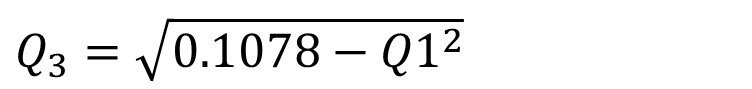 Q₃ = √0.1078 − Q1²